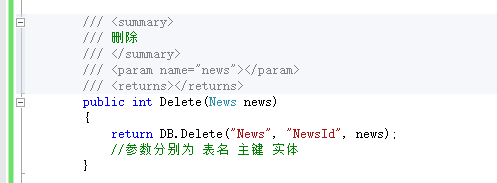 /// <summary>
/// 删除
/// </summary>
/// <param name="news"></param>
/// <returns></returns>
public int Delete(News news)
{
return DB.Delete("News", "NewsId", news);
//参数分别为 表名 主键 实体
}